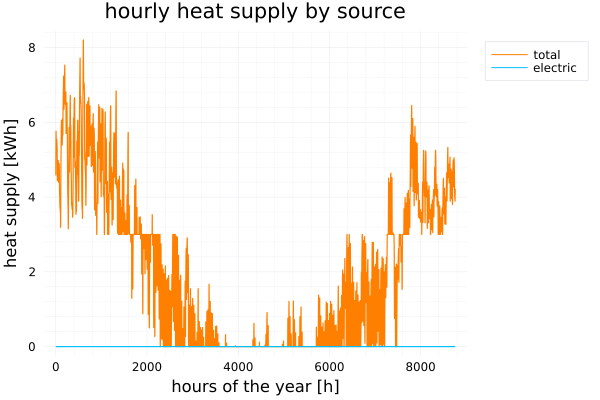 hourly heat supply by source
total
electric
heat supply [kWh]
8
6
4
2
0
0 2000 4000 6000 8000
hours of the year [h]